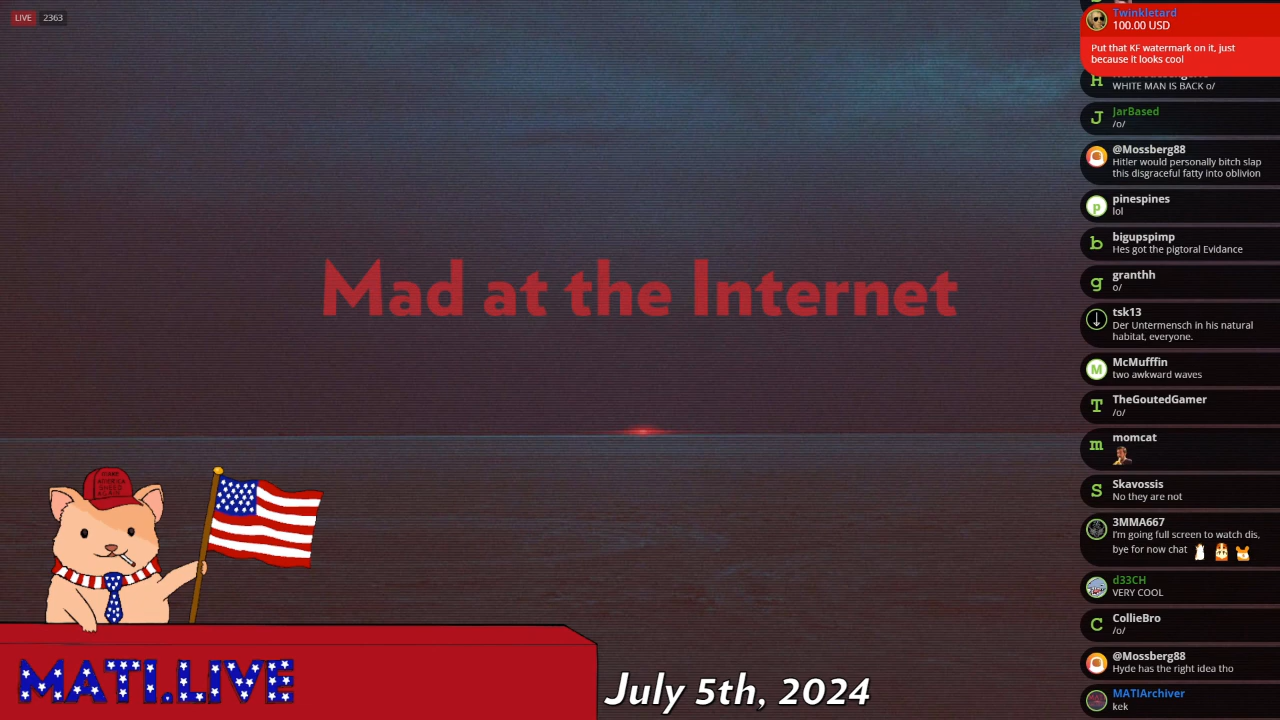 LIVE 2363
Mad at the Internet
MATI.LIVE
July 5th, 2024
Twinkletard
100.00 USD
Put that KF watermark on it, just
because it looks cool
H
WHITE MAN IS BACK o/
J
JarBased
/o/
@Mossberg88
Hitler would personally bitch slap
this disgraceful fatty into oblivion
p
pinespines
lol
b
bigupspimp
Hes got the pigtoral Evidance
g
granthh
o/
tsk13
Der Untermensch in his natural
habitat, everyone.
M
McMufffin
two awkward waves
T
TheGoutedGamer
/o/
m
momcat
S
Skavossis
No they are not
3MMA667
I'm going full screen to watch dis,
bye for now chat
d33CH
VERY COOL
C
CollieBro
/o/
@Mossberg88
Hyde has the right idea tho
MATIArchiver
kek